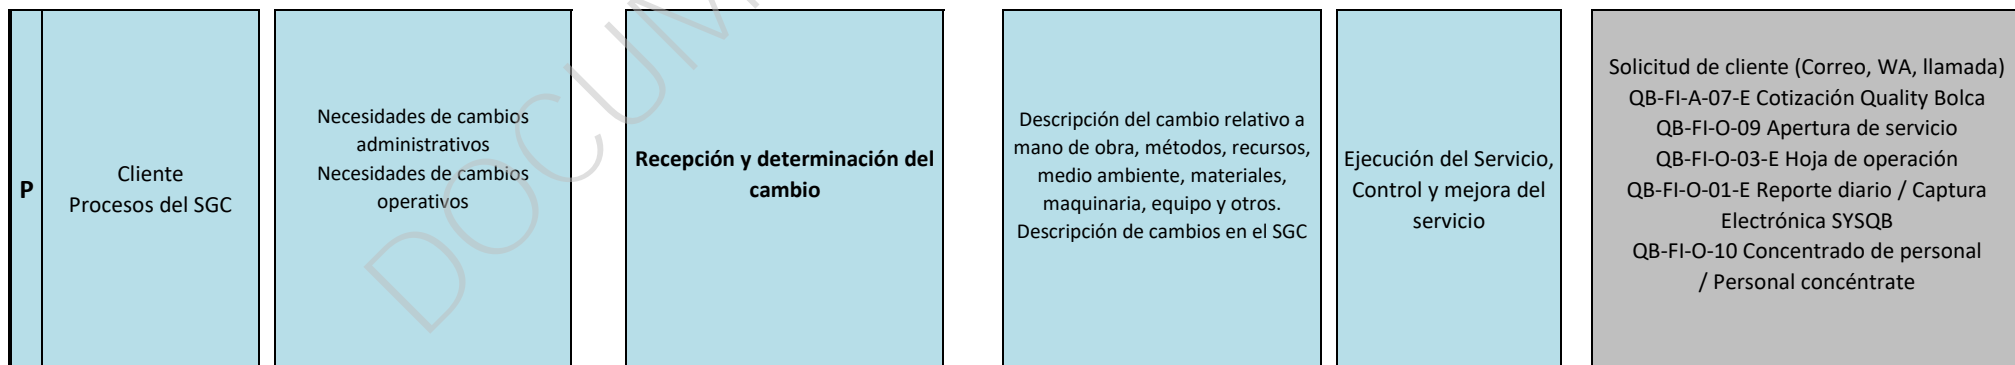 P
Cliente
Procesos del SGC
Necesidades de cambios
administrativos
Necesidades de cambios
operativos
Recepción y determinación del
cambio
Descripción del cambio relativo a
mano de obra, métodos, recursos,
medio ambiente, materiales,
maquinaria, equipo y otros.
Descripción de cambios en el SGC
Ejecución del Servicio,
Control y mejora del
servicio
Solicitud de cliente (Correo, WA, llamada)
QB-FI-A-07-E Cotización Quality Bolca
QB-FI-O-09 Apertura de servicio
QB-FI-O-03-E Hoja de operación
QB-FI-O-01-E Reporte diario / Captura
Electrónica SYSQB
QB-FI-O-10 Concentrado de personal
/ Personal concéntrate
DOCUM